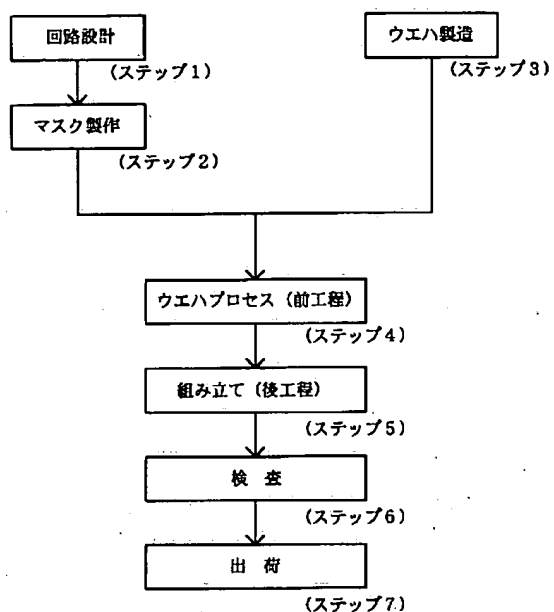 回路設計
(ステップ1)
マスク製作
(ステップ2)
ウエハ製造
(ステップ3)
ウエハプロセス (前工程)
(ステップ4)
組み立て (後工程)
(ステップ5)
検 査
(ステップ6)
出 荷
(ステップ7)